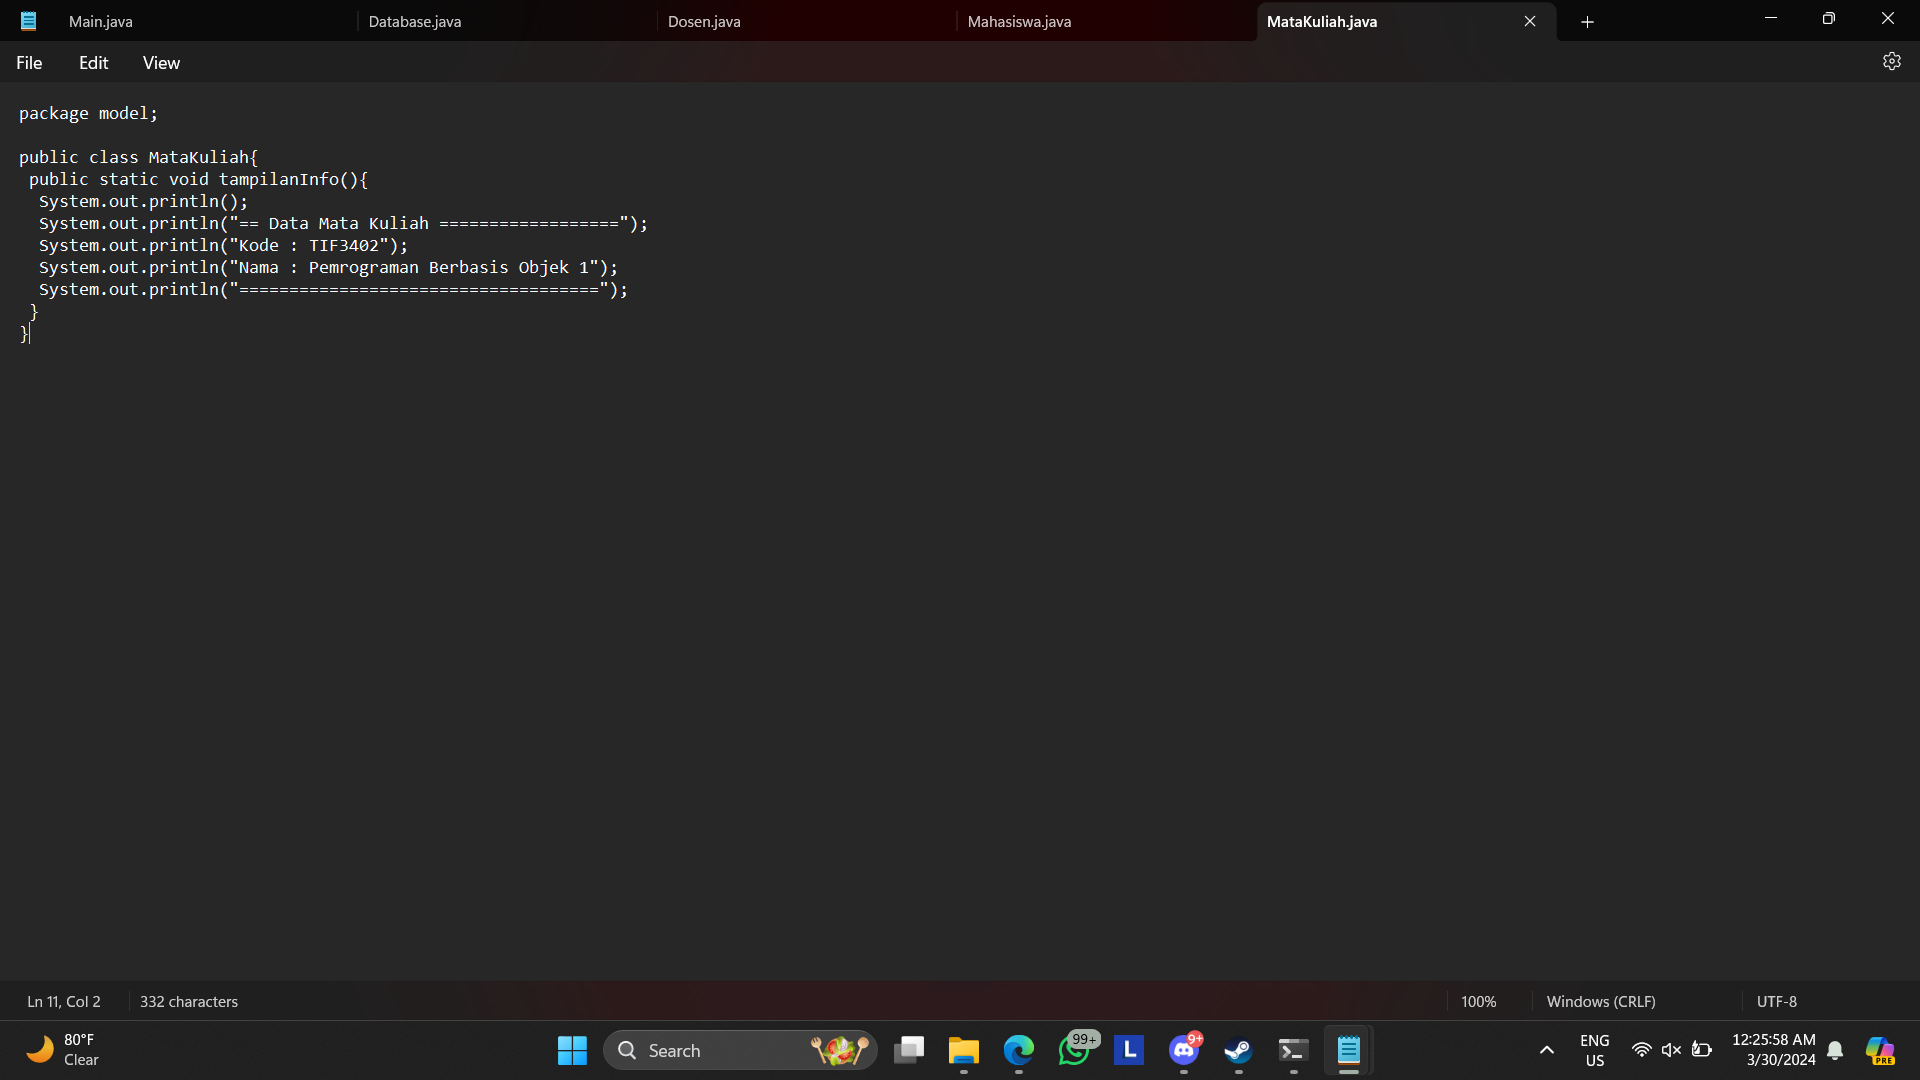 Main.java
Database.java
Dosen.java
Mahasiswa.java
MataKuliah.java
File
Edit
View
package model;
public class MataKuliah{
public static void tampilanInfo(){
System.out.println();
System.out.println("== Data Mata Kuliah ==================");
System.out.println("Kode : TIF3402");
System.out.println("Nama : Pemrograman Berbasis Objek 1");
System.out.println("====================================");
}
}
Ln 11, Col 2
332 characters
100%
Windows (CRLF)
UTF-8
80°F
Clear
Search
99+
L
9+
ENG
US
12:25:58 AM
3/30/2024
PRE